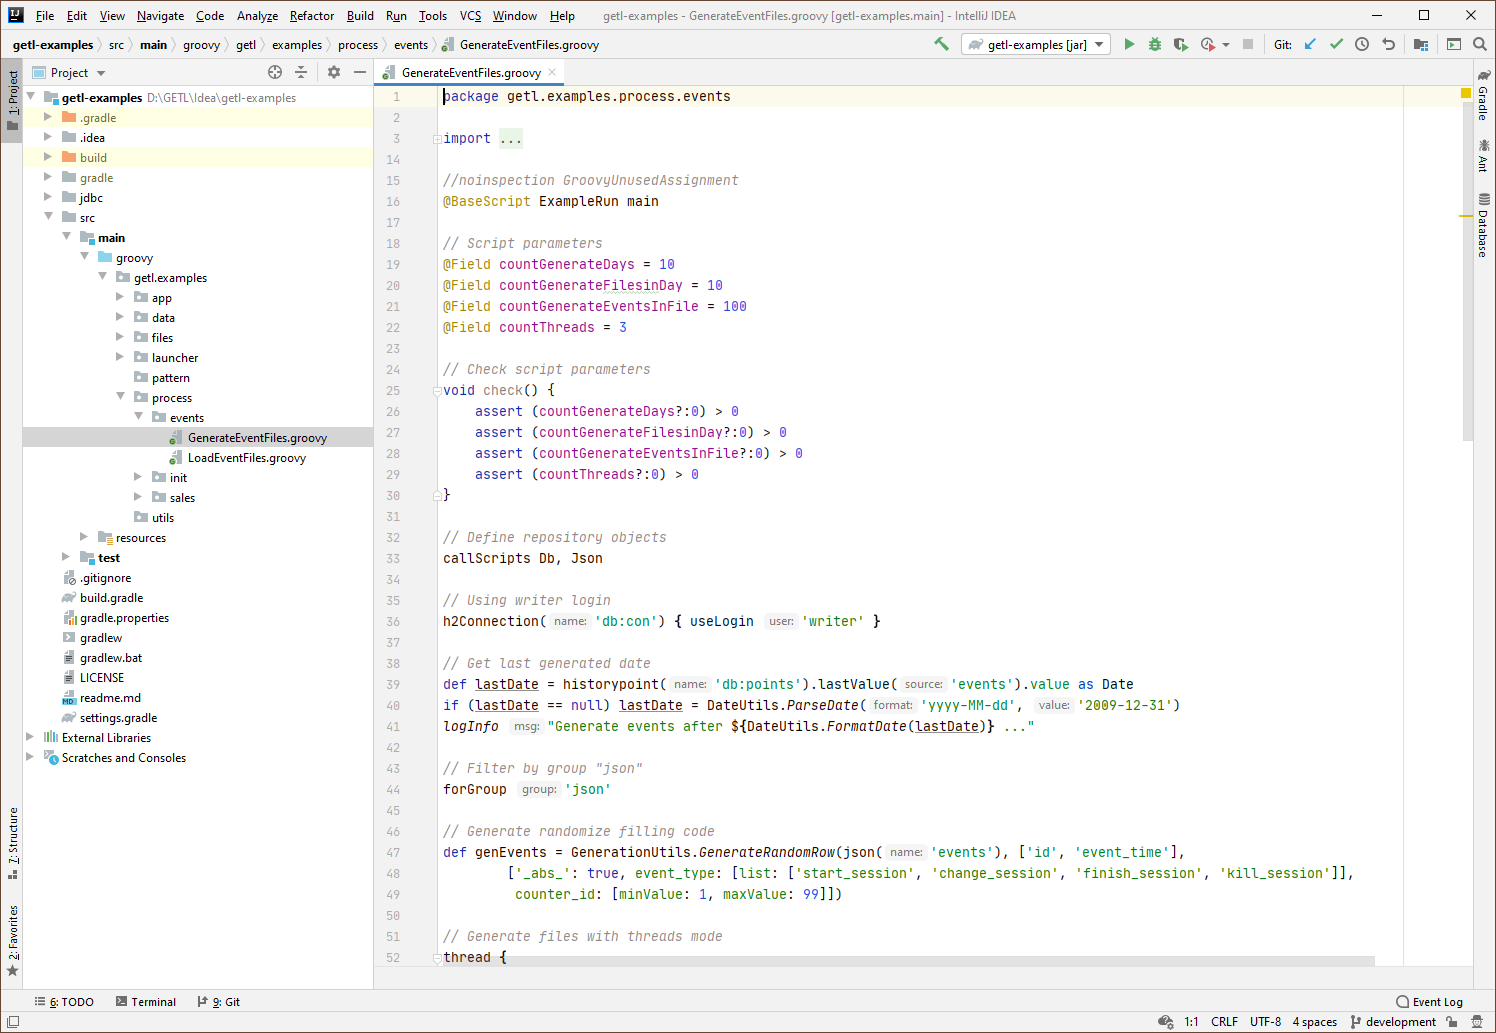 File Edit View Navigate Code Analyze Refactor Build Run Tools VCS Window Help getl-examples - GenerateEventFiles.groovy [getl-examples.main] - IntelliJ IDEA
getl-examples src main groovy getl examples process events GenerateEventFiles.groovy getl-examples [jar] Git:
Project
GenerateEventFiles.groovy
getl-examples D:\GETL\Idea\getl-examples
.gradle
.idea
build
gradle
jdbc
src
main
groovy
getl.examples
app
data
files
launcher
pattern
process
events
GenerateEventFiles.groovy
LoadEventFiles.groovy
init
sales
utils
resources
test
.gitignore
build.gradle
gradle.properties
gradlew
gradlew.bat
LICENSE
readme.md
settings.gradle
External Libraries
Scratches and Consoles
1: Project
7: Structure
2: Favorites
1 package getl.examples.process.events
2
3 import ...
14
15 //noinspection GroovyUnusedAssignment
16 @BaseScript ExampleRun main
17
18 // Script parameters
19 @Field countGenerateDays = 10
20 @Field countGenerateFilesinDay = 10
21 @Field countGenerateEventsInFile = 100
22 @Field countThreads = 3
23
24 // Check script parameters
25 void check() {
26 assert (countGenerateDays?:0) > 0
27 assert (countGenerateFilesinDay?:0) > 0
28 assert (countGenerateEventsInFile?:0) > 0
29 assert (countThreads?:0) > 0
30 }
31
32 // Define repository objects
33 callScripts Db, Json
34
35 // Using writer login
36 h2Connection( name: 'db:con') { useLogin user: 'writer' }
37
38 // Get last generated date
39 def lastDate = historypoint( name: 'db:points').lastValue( source: 'events').value as Date
40 if (lastDate == null) lastDate = DateUtils.ParseDate( format: 'yyyy-MM-dd', value: '2009-12-31')
41 logInfo msg: "Generate events after ${DateUtils.FormatDate(lastDate)} ..."
42
43 // Filter by group "json"
44 forGroup group: 'json'
45
46 // Generate randomize filling code
47 def genEvents = GenerationUtils.GenerateRandomRow(json( name: 'events'), ['id', 'event_time'],
48 ['_abs_': true, event_type: [list: ['start_session', 'change_session', 'finish_session', 'kill_session']],
49 counter_id: [minValue: 1, maxValue: 99]])
50
51 // Generate files with threads mode
52 thread {
Gradle
Ant
Database
6: TODO Terminal 9: Git Event Log
1:1 CRLF UTF-8 4 spaces development